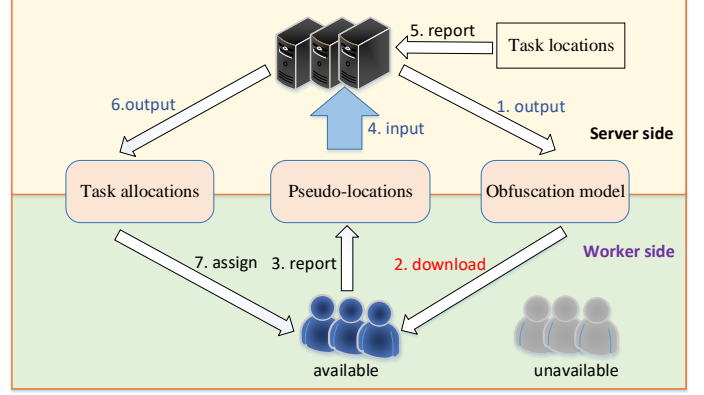 5. report
Task locations
6.output
1. output
4. input
Server side
Task allocations
Pseudo-locations
Obfuscation model
Worker side
7. assign
3. report
2. download
available
unavailable